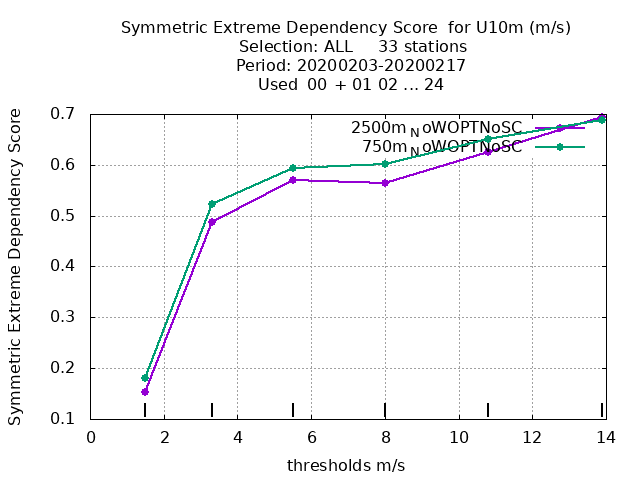 Symmetric Extreme Dependency Score  for U10m (m/s)
Selection: ALL     33 stations
Period: 20200203-20200217
Used  00  + 01 02 ... 24
Symmetric Extreme Dependency Score
0.7
0.6
0.5
0.4
0.3
0.2
0.1
2500m_NoWOPTNoSC
750m_NoWOPTNoSC
0 2 4 6 8 10 12 14
thresholds m/s